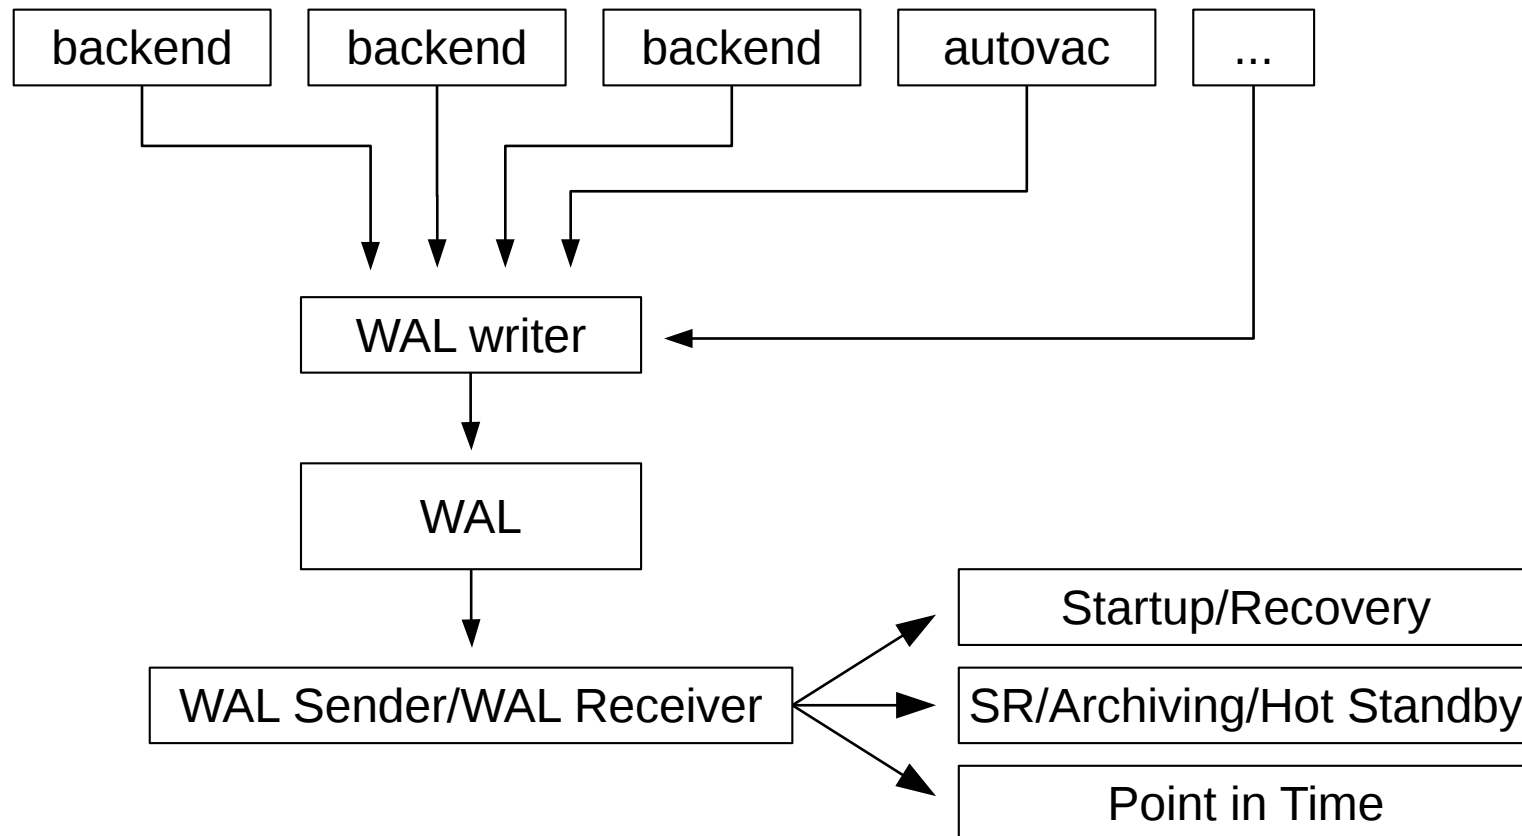 backend
backend
backend
autovac
...
WAL writer
WAL
Startup/Recovery
WAL Sender/WAL Receiver
SR/Archiving/Hot Standby
Point in Time